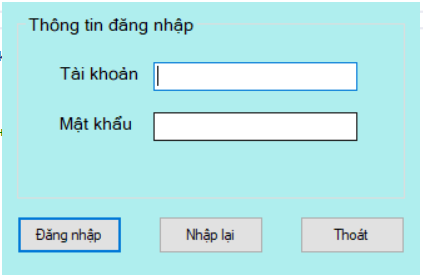 Thông tin đăng nhập
Tài khoản
Mật khẩu
Đăng nhập
Nhập lại
Thoát